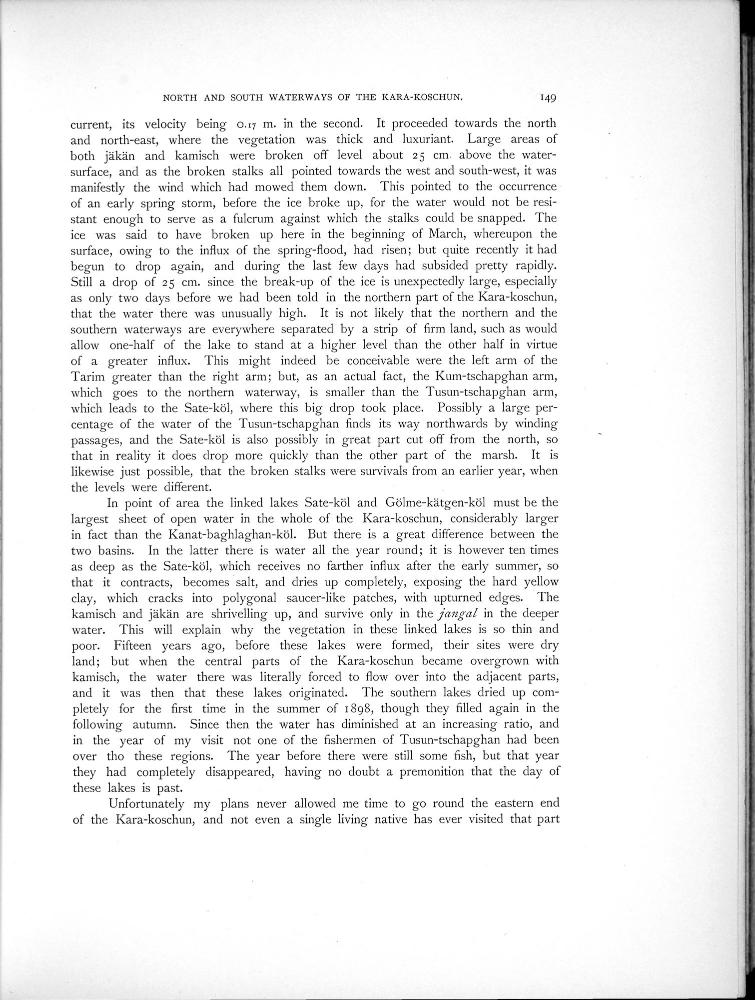 NORTH AND SOUTH WATERWAYS OF THE KARA-KOSCHUN. 149
current, its velocity being 0.17 m. in the second. It proceeded towards the north
and north-east, where the vegetation was thick and luxuriant. Large areas of
both jäkän and kamisch were broken off level about 25 cm. above the water-
surface, and as the broken stalks all pointed towards the west and south-west, it was
manifestly the wind which had mowed them down. This pointed to the occurrence
of an early spring storm, before the ice broke up, for the water would not be resi-
stant enough to serve as a fulcrum against which the stalks could be snapped. The
ice was said to have broken up here in the beginning of March, whereupon the
surface, owing to the influx of the spring-flood, had risen; but quite recently it had
begun to drop again, and during the last few days had subsided pretty rapidly.
Still a drop of 25 cm. since the break-up of the ice is unexpectedly large, especially
as only two days before we had been told in the northern part of the Kara-koschun,
that the water there was unusually high. It is not likely that the northern and the
southern waterways are everywhere separated by a strip of firm land, such as would
allow one-half of the lake to stand at a higher level than the other half in virtue
of a greater influx. This might indeed be conceivable were the left arm of the
Tarim greater than the right arm; but, as an actual fact, the Kum-tschapghan arm,
which goes to the northern waterway, is smaller than the Tusun-tschapghan arm,
which leads to the Sate-köl, where this big drop took place. Possibly a large per-
centage of the water of the Tusun-tschapghan finds its way northwards by winding
passages, and the Sate-köl is also possibly in great part cut off from the north, so
that in reality it does drop more quickly than the other part of the marsh. It is
likewise just possible, that the broken stalks were survivals from an earlier year, when
the levels were different.
In point of area the linked lakes Sate-köl and Gölme-kätgen-köl must be the
largest sheet of open water in the whole of the Kara-koschun, considerably larger
in fact than the Kanat-baghlaghan-köl. But there is a great difference between the
two basins. In the latter there is water all the year round; it is however ten times
as deep as the Sate-köl, which receives no farther influx after the early summer, so
that it contracts, becomes salt, and dries up completely, exposing the hard yellow
clay, which cracks into polygonal saucer-like patches, with upturned edges. The
kamisch and jäkän are shrivelling up, and survive only in the jangal in the deeper
water. This will explain why the vegetation in these linked lakes is so thin and
poor. Fifteen years ago, before these lakes were formed, their sites were dry
land; but when the central parts of the Kara-koschun became overgrown with
kamisch, the water there was literally forced to flow over into the adjacent parts,
and it was then that these lakes originated. The southern lakes dried up com-
pletely for the first time in the summer of 1898, though they filled again in the
following autumn. Since then the water has diminished at an increasing ratio, and
in the year of my visit not one of the fishermen of Tusun-tschapghan had been
over tho these regions. The year before there were still some fish, but that year
they had completely disappeared, having no doubt a premonition that the day of
these lakes is past.
Unfortunately my plans never allowed me time to go round the eastern end
of the Kara-koschun, and not even a single living native has ever visited that part